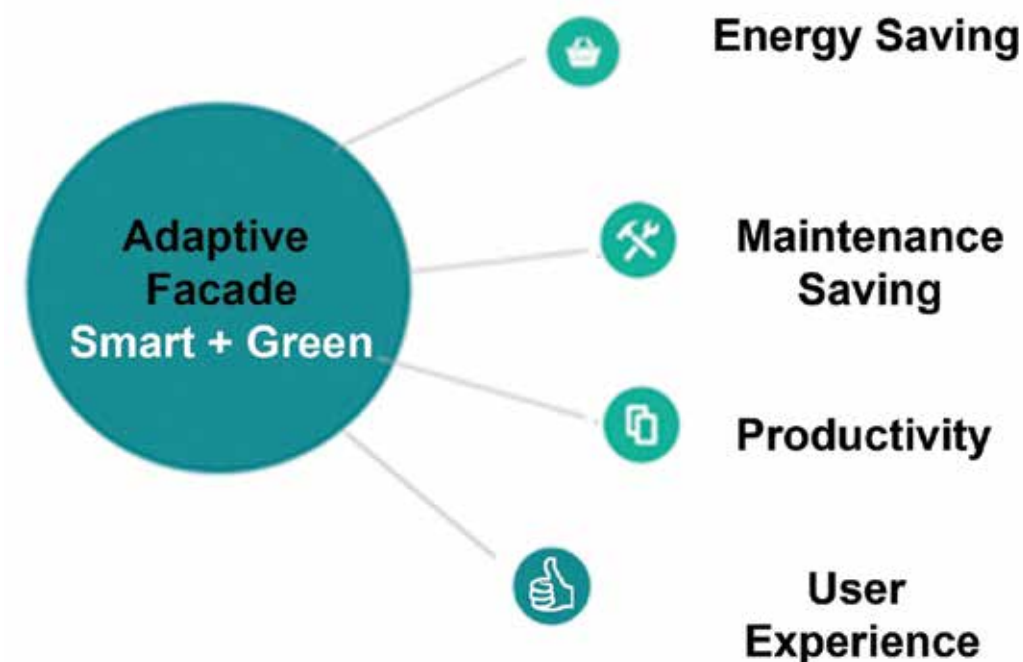 Adaptive
Facade
Smart + Green
Energy Saving
Maintenance
Saving
Productivity
User
Experience